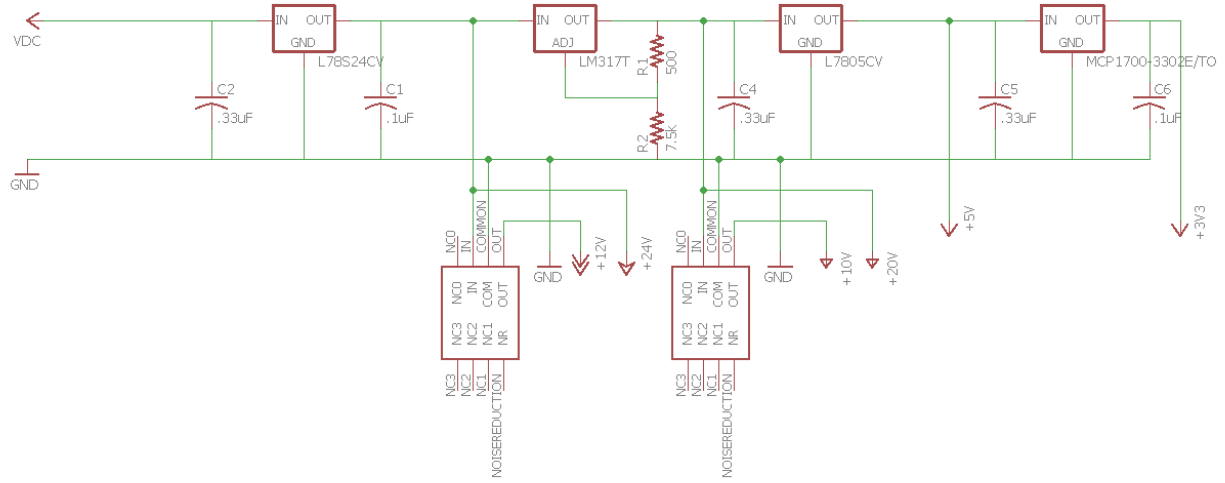 VDC
C2
.33uF
IN OUT
GND
L78S24CV
C1
.1uF
IN OUT
ADJ
LM317T
R1
500
R2
7.5k
C4
.33uF
IN OUT
GND
L7805CV
C5
.33uF
IN OUT
GND
MCP1700-3302E/TO
C6
.1uF
GND
NC0
IN
COMMON
OUT
GND
+12V
+24V
NC0
IN
COM
OUT
NC3
NC2
NC1
NR
NC3
NC2
NC1
NOISEREDUCTION
NC0
IN
COMMON
OUT
GND
+10V
+20V
NC0
IN
COM
OUT
NC3
NC2
NC1
NR
NC3
NC2
NC1
NOISEREDUCTION
+5V
+3V3